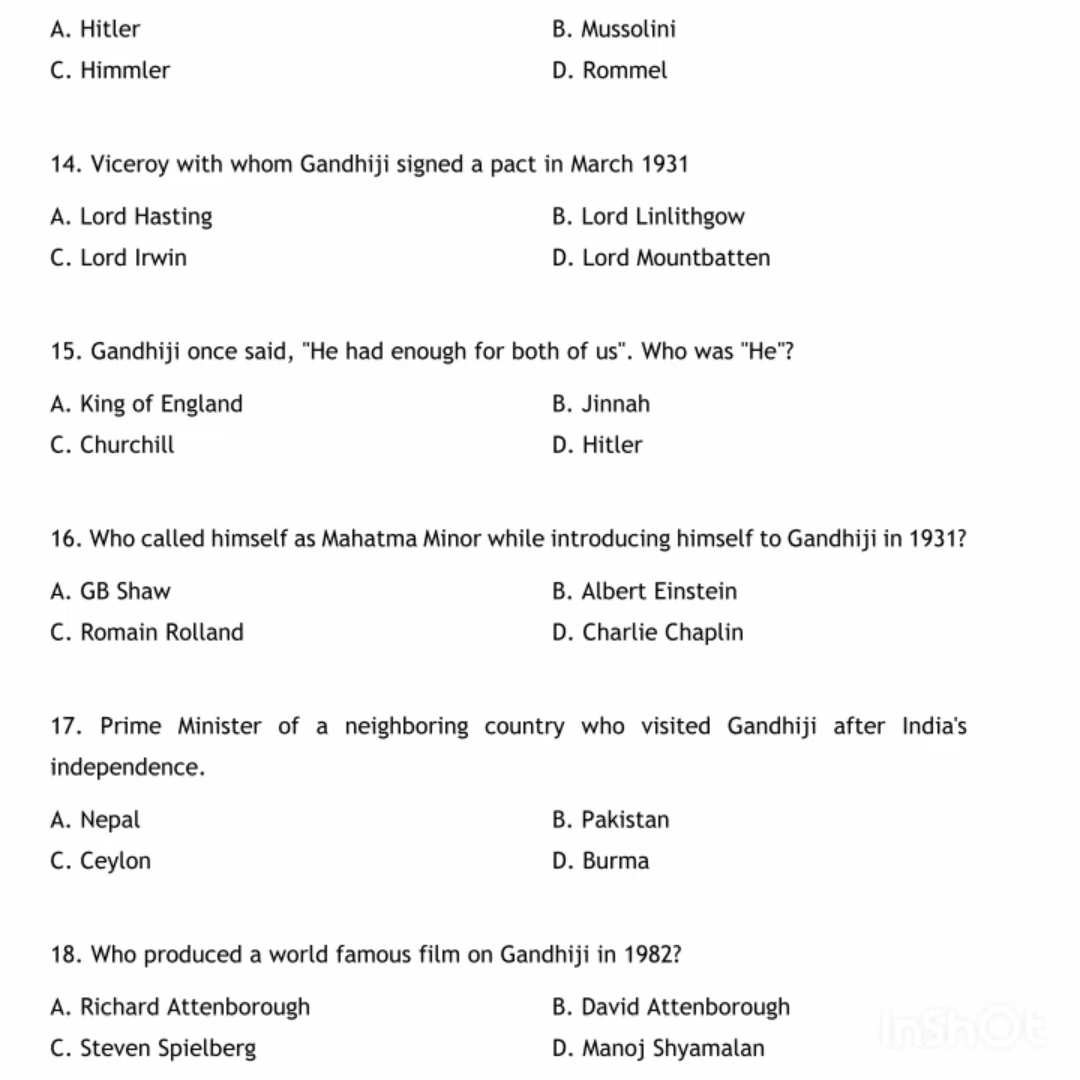 A. Hitler B. Mussolini
C. Himmler D. Rommel
14. Viceroy with whom Gandhiji signed a pact in March 1931
A. Lord Hasting B. Lord Linlithgow
C. Lord Irwin D. Lord Mountbatten
15. Gandhiji once said, "He had enough for both of us". Who was "He"?
A. King of England B. Jinnah
C. Churchill D. Hitler
16. Who called himself as Mahatma Minor while introducing himself to Gandhiji in 1931?
A. GB Shaw B. Albert Einstein
C. Romain Rolland D. Charlie Chaplin
17. Prime Minister of a neighboring country who visited Gandhiji after India's
independence.
A. Nepal B. Pakistan
C. Ceylon D. Burma
18. Who produced a world famous film on Gandhiji in 1982?
A. Richard Attenborough B. David Attenborough
C. Steven Spielberg D. Manoj Shyamalan
InShOt